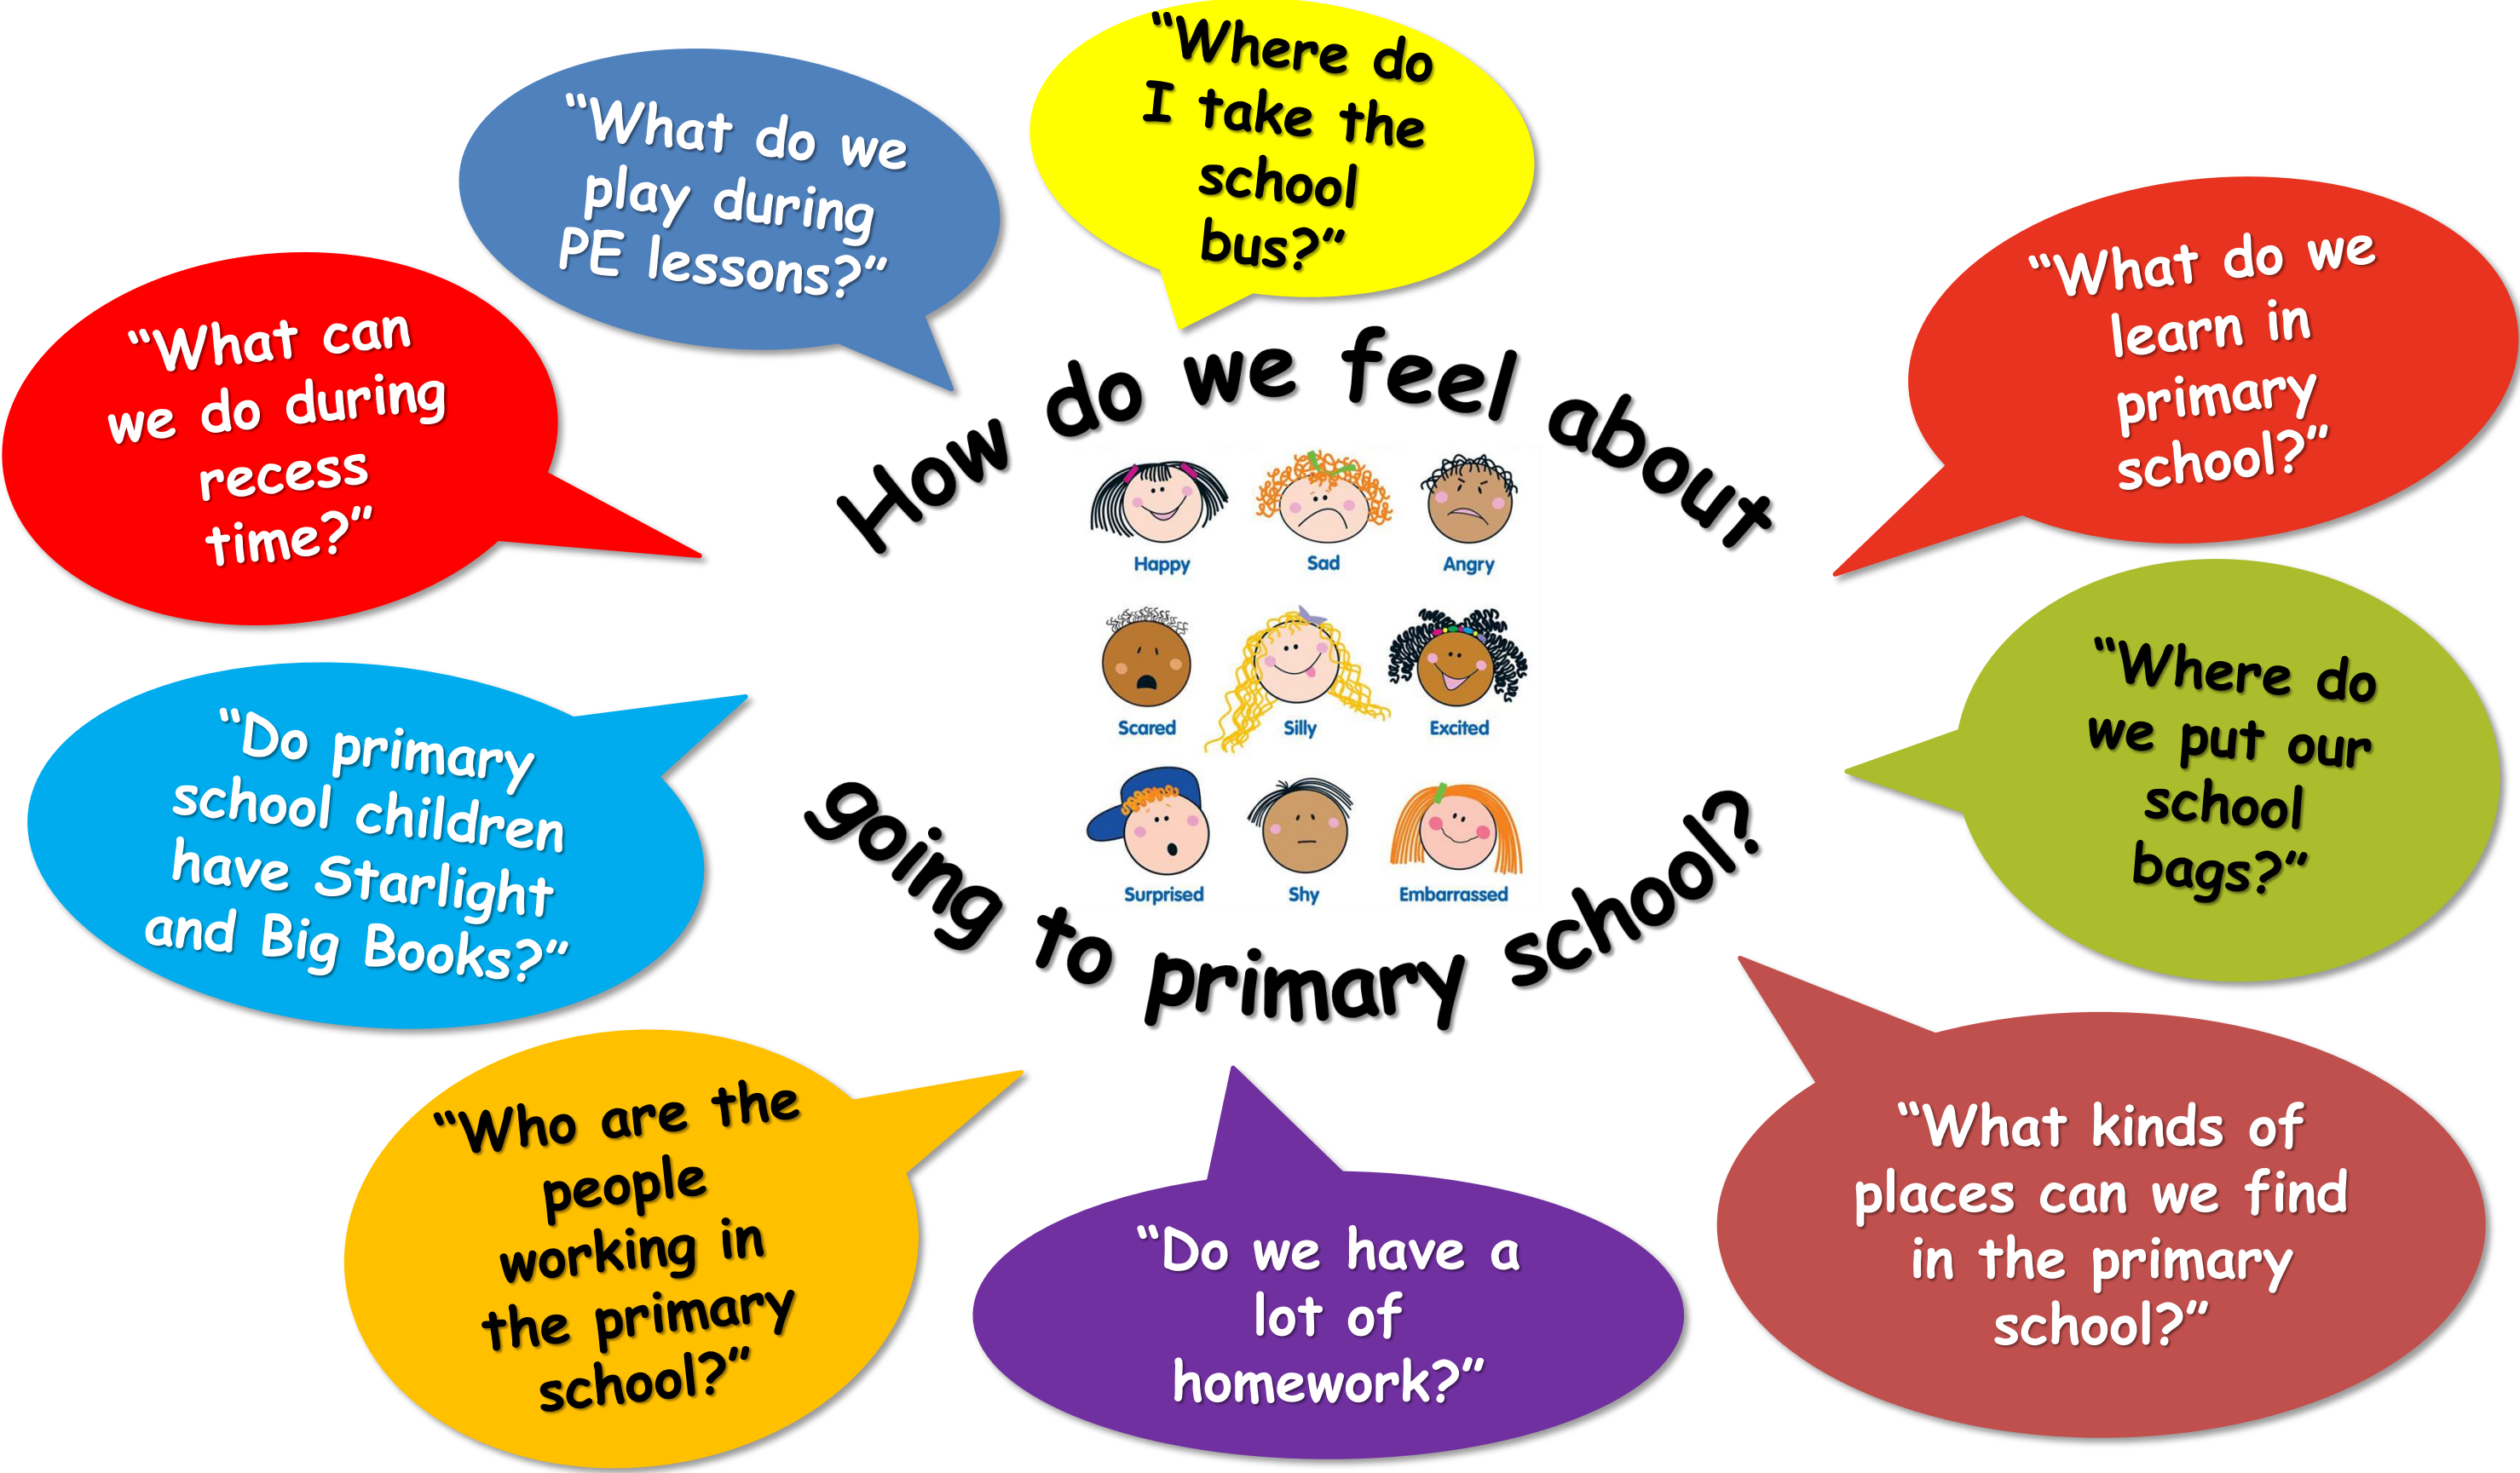 “Where do
I take the
school
bus?”
“What do we
play during
PE lessons?”
“What do we
learn in
primary
school?”
“What can
we do during
recess
time?”
How do we feel about
Happy
Sad
Angry
Scared
Silly
Excited
Surprised
Shy
Embarrassed
going to primary school?
“Where do
we put our
school
bags?”
“Do primary
school children
have Starlight
and Big Books?”
“Who are the
people
working in
the primary
school?”
“Do we have a
lot of
homework?”
“What kinds of
places can we find
in the primary
school?”